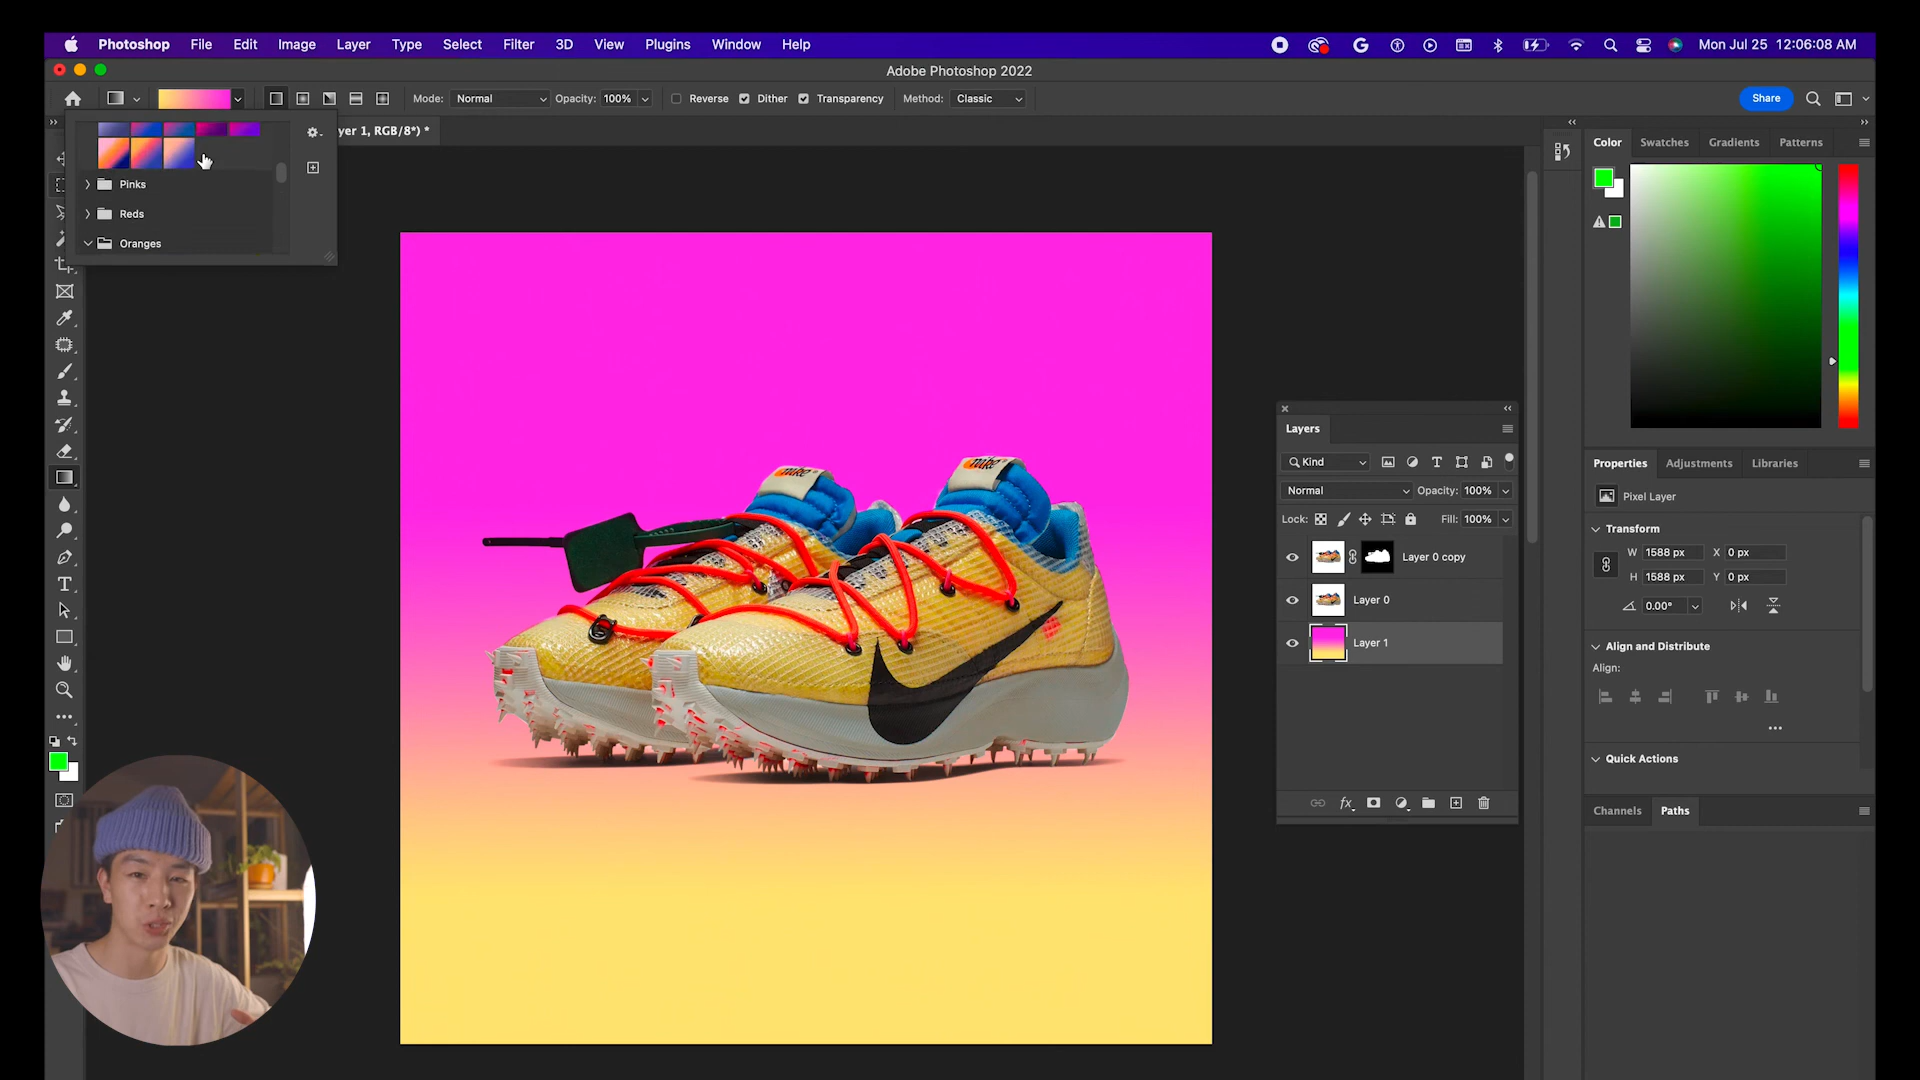 Photoshop File Edit Image Layer Type Select Filter 3D View Plugins Window Help
Mon Jul 25 12:06:08 AM
Adobe Photoshop 2022
Mode: Normal Opacity: 100% Reverse Dither Transparency Method: Classic
Share
yer 1, RGB/8*) *
Pinks
Reds
Oranges
Color Swatches Gradients Patterns
Layers
Kind
Normal Opacity: 100%
Lock: Fill: 100%
Layer 0 copy
Layer 0
Layer 1
Properties Adjustments Libraries
Pixel Layer
Transform
W 1588 px X 0 px
H 1588 px Y 0 px
0.00°
Align and Distribute
Align:
Quick Actions
Channels Paths